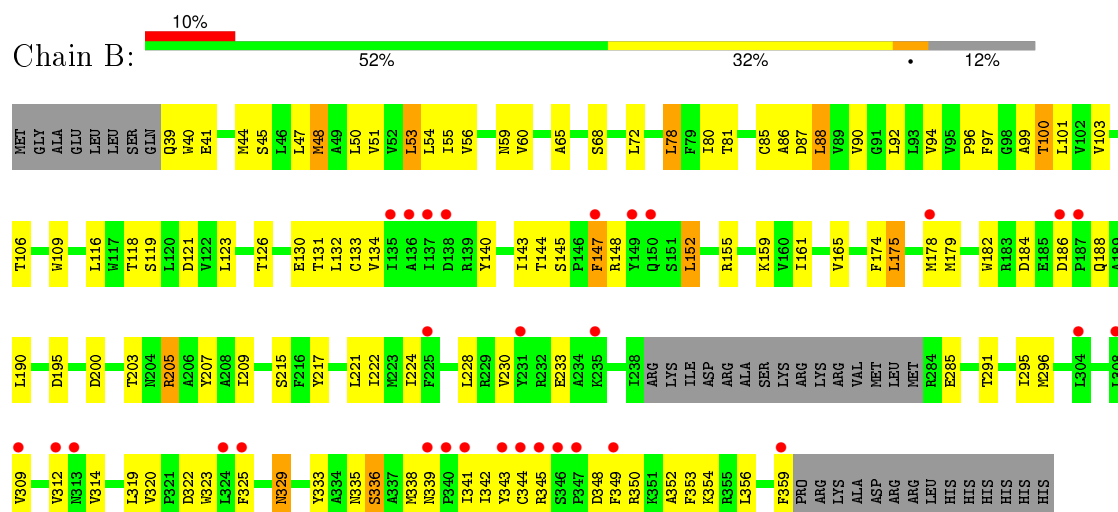 10%
Chain B:
52% 32% • 12%
MET GLY ALA GLU LEU LEU SER GLN Q39 W40 E41 M44 S45 L46 L47 M48 A49 L50 V51 V52 L53 L54 I55 V56 N59 V60 A65 S68 L72 L78 F79 I80 T81 C85 A86 D87 L88 V89 V90 G91 L92 L93 V94 V95 P96 F97 G98 A99 T100 L101 V102 V103
T106 W109 L116 W117 T118 S119 L120 D121 V122 L123 T126 E130 T131 L132 C133 V134 I135 A136 I137 D138 R139 Y140 I143 T144 S145 P146 F147 R148 Y149 Q150 S151 L152 R155 K159 V160 I161 V165 F174 L175 M178 M179 W182 R183 D184 E185 D186 P187 Q188 A189
L190 D195 D200 T203 N204 R205 A206 Y207 A208 I209 S215 F216 Y217 L221 I222 M223 I224 F225 L228 R229 V230 Y231 R232 E233 A234 K235 I238 ARG LYS ILE ASP ARG ALA SER LYS ARG LYS ARG VAL MET LEU MET R284 E285 T291 I295 M296 L304 L308
V309 V312 N313 V314 L319 V320 P321 D322 W323 L324 F325 N329 Y333 A334 N335 S336 A337 M338 N339 P340 I341 I342 Y343 C344 R345 S346 P347 D348 F349 R350 K351 A352 F353 K354 R355 L356 F359 PRO ARG LYS ALA ASP ARG ARG LEU HIS HIS HIS HIS HIS HIS